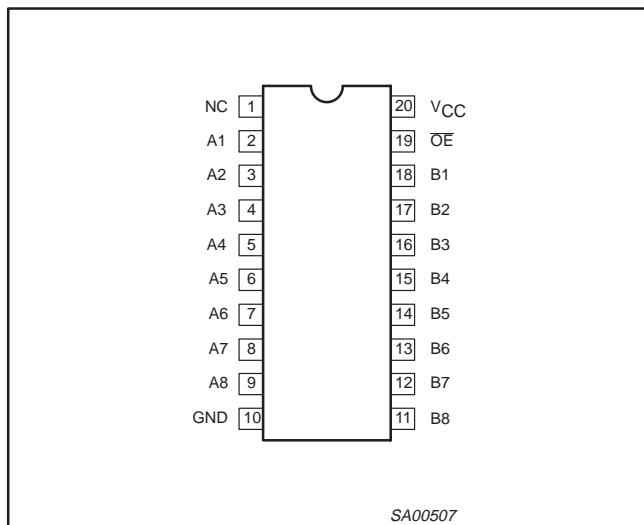 NC 1 20 VCC
A1 2 19 O̅E̅
A2 3 18 B1
A3 4 17 B2
A4 5 16 B3
A5 6 15 B4
A6 7 14 B5
A7 8 13 B6
A8 9 12 B7
GND 10 11 B8
SA00507